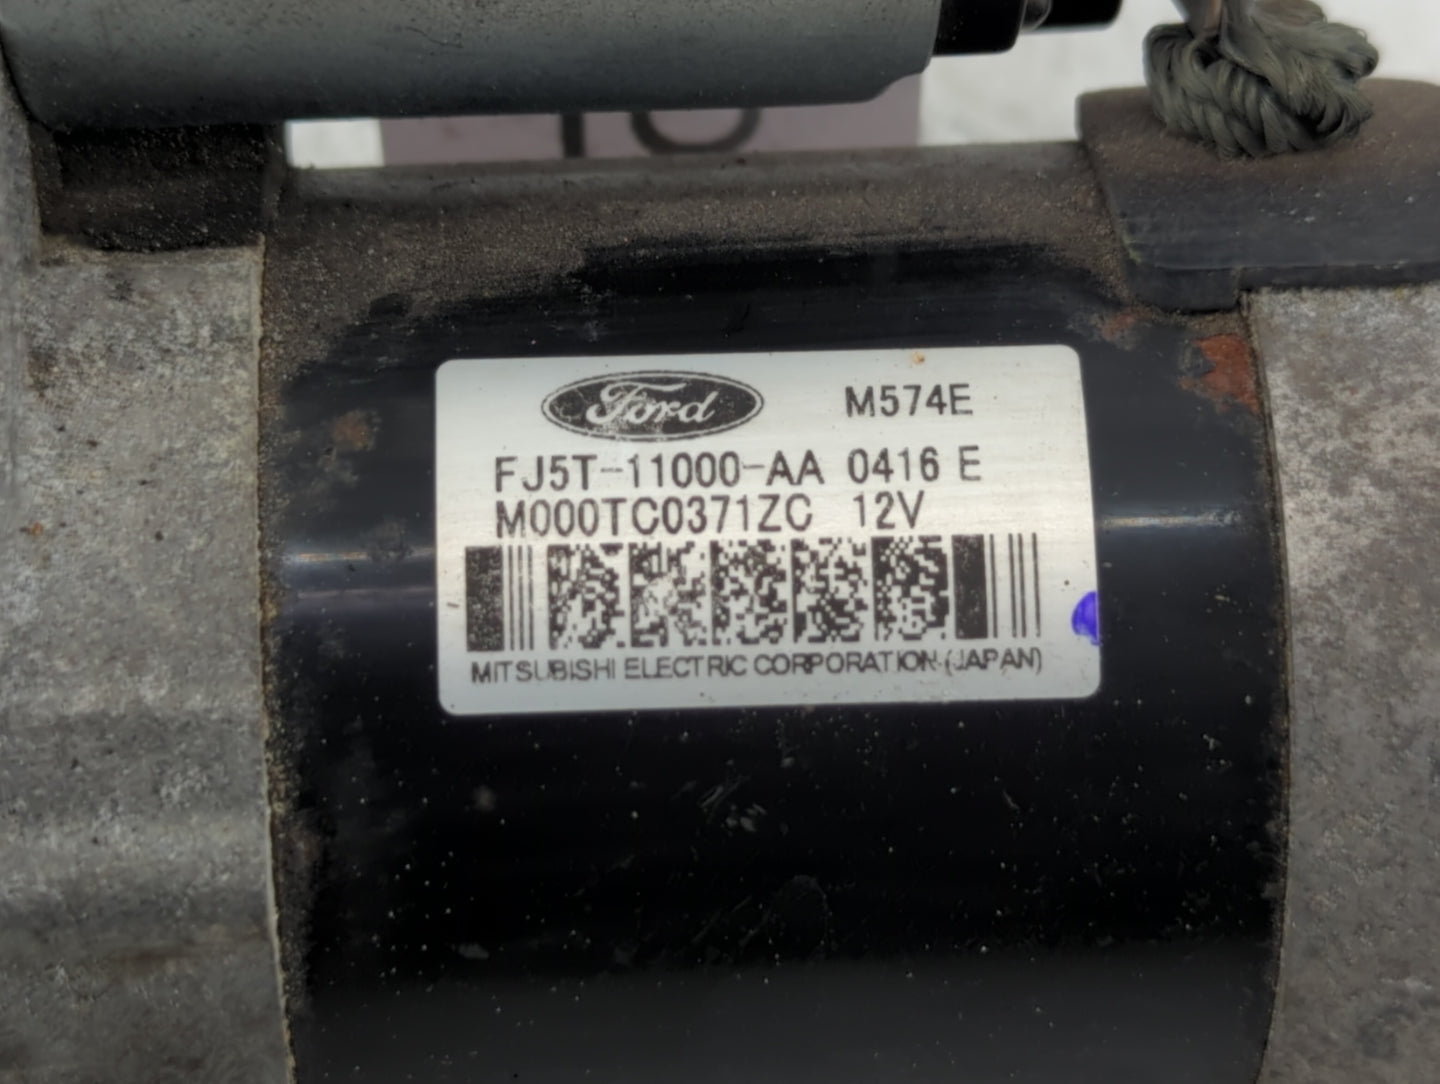 Ford M574E
FJ5T-11000-AA 0416 E
M000TC0371ZC 12V
MITSUBISHI ELECTRIC CORPORATION (JAPAN)